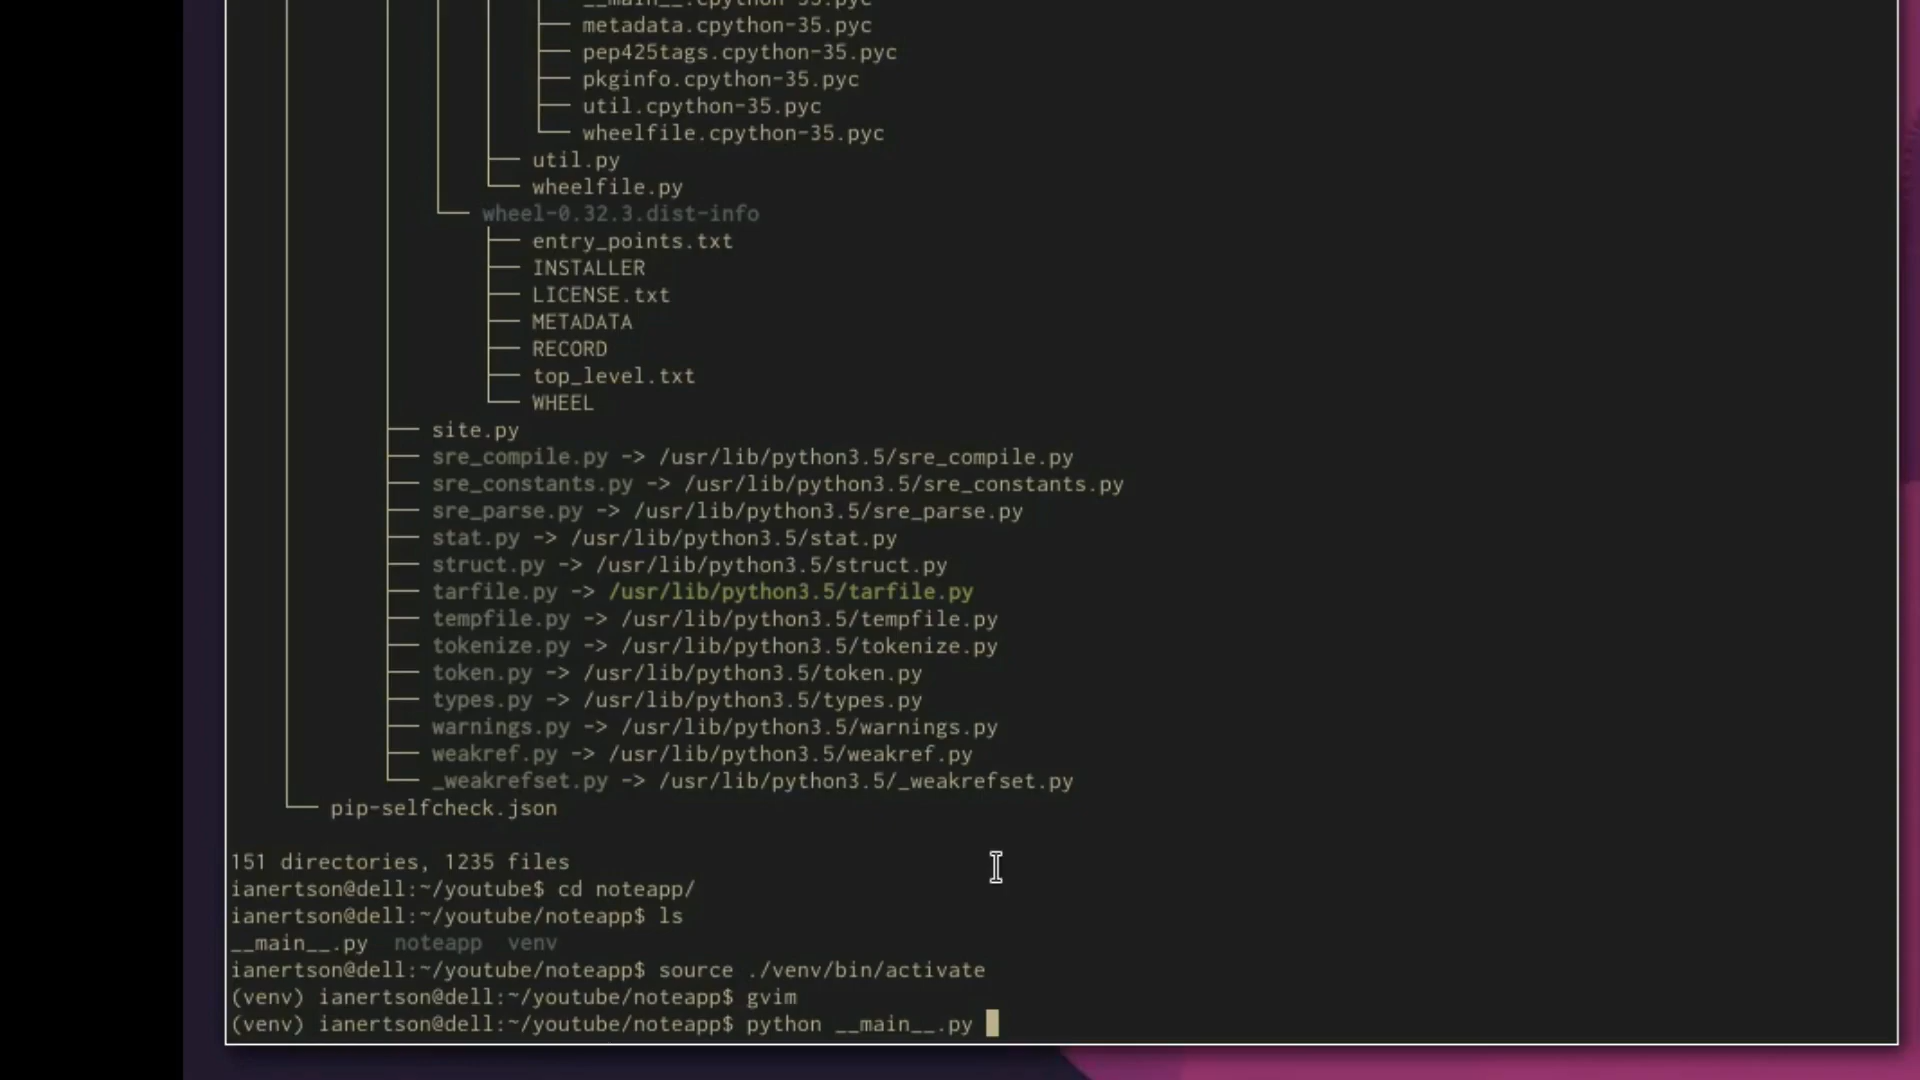 __main__.cpython-35.pyc
metadata.cpython-35.pyc
pep425tags.cpython-35.pyc
pkginfo.cpython-35.pyc
util.cpython-35.pyc
wheelfile.cpython-35.pyc
util.py
wheelfile.py
wheel-0.32.3.dist-info
entry_points.txt
INSTALLER
LICENSE.txt
METADATA
RECORD
top_level.txt
WHEEL
site.py
sre_compile.py -> /usr/lib/python3.5/sre_compile.py
sre_constants.py -> /usr/lib/python3.5/sre_constants.py
sre_parse.py -> /usr/lib/python3.5/sre_parse.py
stat.py -> /usr/lib/python3.5/stat.py
struct.py -> /usr/lib/python3.5/struct.py
tarfile.py -> /usr/lib/python3.5/tarfile.py
tempfile.py -> /usr/lib/python3.5/tempfile.py
tokenize.py -> /usr/lib/python3.5/tokenize.py
token.py -> /usr/lib/python3.5/token.py
types.py -> /usr/lib/python3.5/types.py
warnings.py -> /usr/lib/python3.5/warnings.py
weakref.py -> /usr/lib/python3.5/weakref.py
_weakrefset.py -> /usr/lib/python3.5/_weakrefset.py
pip-selfcheck.json
151 directories, 1235 files
ianertson@dell:~/youtube$ cd noteapp/
ianertson@dell:~/youtube/noteapp$ ls
__main__.py noteapp venv
ianertson@dell:~/youtube/noteapp$ source ./venv/bin/activate
(venv) ianertson@dell:~/youtube/noteapp$ gvim
(venv) ianertson@dell:~/youtube/noteapp$ python __main__.py